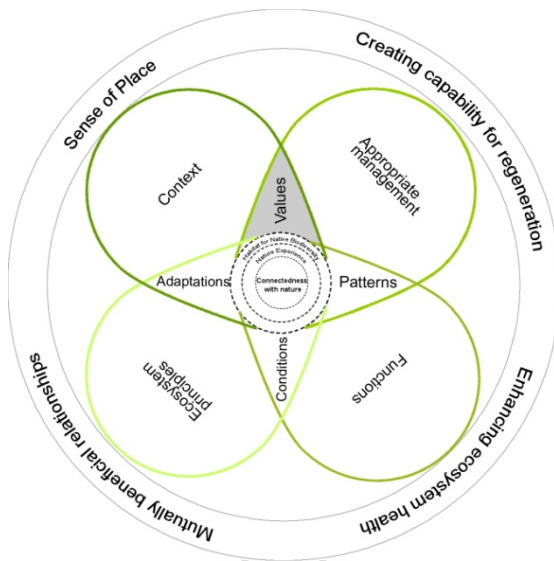 Sense of Place
Creating capability for regeneration
Context
Appropriate
management
Values
Habitat for Native Biodiversity
Nature Experience
Connectedness
with nature
Adaptations
Patterns
Conditions
Ecosystem
principles
Functions
Mutually beneficial relationships
Enhancing ecosystem health